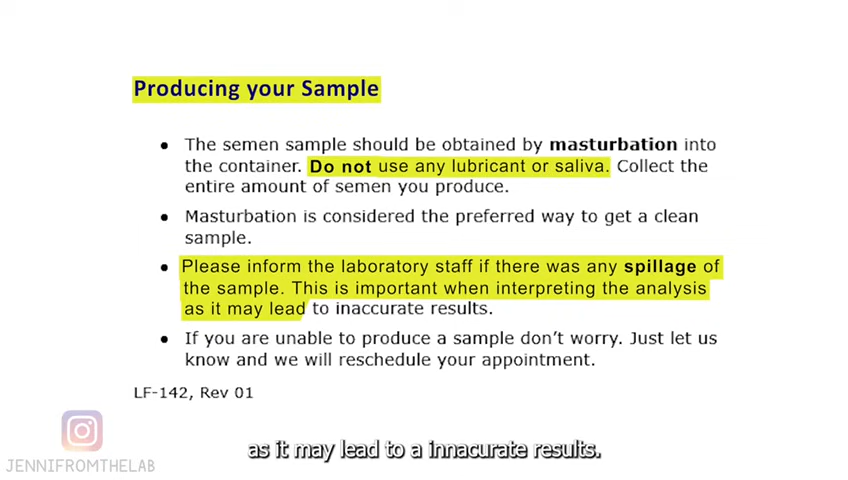 Producing your Sample
The semen sample should be obtained by masturbation into
the container. Do not use any lubricant or saliva. Collect the
entire amount of semen you produce.
Masturbation is considered the preferred way to get a clean
sample.
Please inform the laboratory staff if there was any spillage of
the sample. This is important when interpreting the analysis
as it may lead to inaccurate results.
If you are unable to produce a sample don't worry. Just let us
know and we will reschedule your appointment.
LF-142, Rev 01
JENNIFROMTHELAB
as it may lead to a innacurate results.